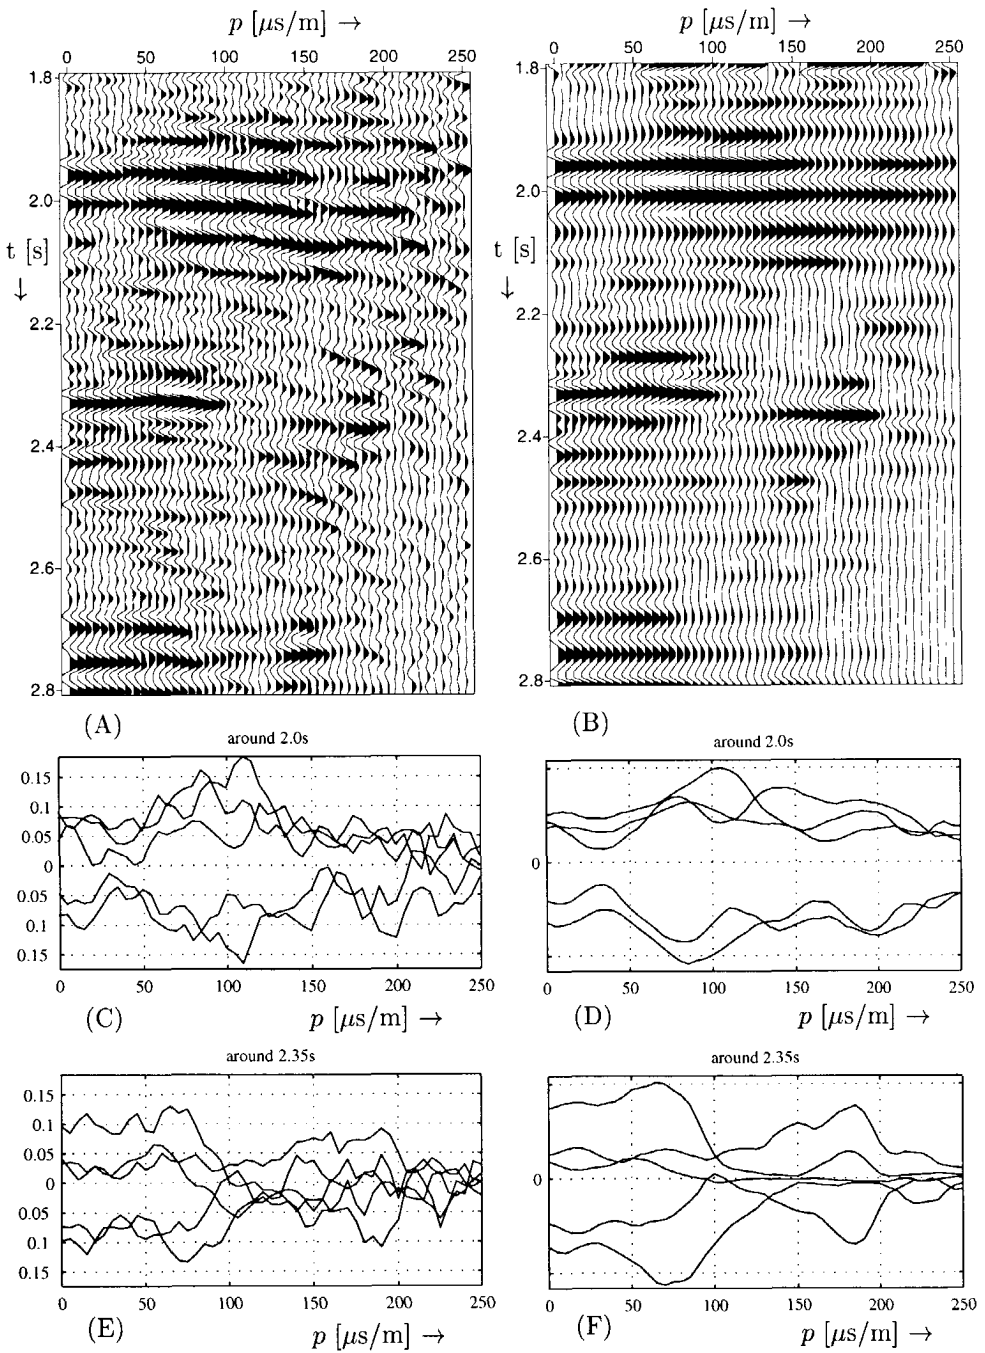 p [μs/m] →
p [μs/m] →
0 50 100 150 200 250
0 50 100 150 200 250
1.8
2.0
t [s]
↓
2.2
2.4
2.6
2.8
1.8
2.0
t [s]
↓
2.2
2.4
2.6
2.8
(A)
(B)
around 2.0s
around 2.0s
0.15
0.1
0.05
0
0.05
0.1
0.15
0
0 50 100 150 200 250
0 50 100 150 200 250
(C) p [μs/m] →
(D) p [μs/m] →
around 2.35s
around 2.35s
0.15
0.1
0.05
0
0.05
0.1
0.15
0
0 50 100 150 200 250
0 50 100 150 200 250
(E) p [μs/m] →
(F) p [μs/m] →